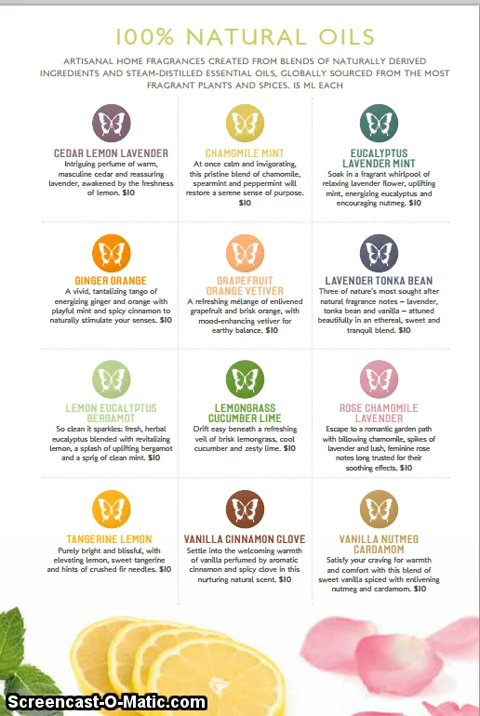 100% NATURAL OILS
ARTISANAL HOME FRAGRANCES CREATED FROM BLENDS OF NATURALLY DERIVED
INGREDIENTS AND STEAM-DISTILLED ESSENTIAL OILS, GLOBALLY SOURCED FROM THE MOST
FRAGRANT PLANTS AND SPICES. 15 ML EACH
CEDAR LEMON LAVENDER
Intriguing perfume of warm,
masculine cedar and reassuring
lavender, awakened by the freshness
of lemon. $10
CHAMOMILE MINT
At once calm and invigorating,
this pristine blend of chamomile,
spearmint and peppermint will
restore a serene sense of purpose.
$10
EUCALYPTUS
LAVENDER MINT
Soak in a fragrant whirlpool of
relaxing lavender flower, uplifting
mint, energizing eucalyptus and
encouraging nutmeg. $10
GINGER ORANGE
A vivid, tantalizing tango of
energizing ginger and orange with
playful mint and spicy cinnamon to
naturally stimulate your senses. $10
GRAPEFRUIT
ORANGE VETIVER
A refreshing mélange of enlivened
grapefruit and brisk orange, with
mood-enhancing vetiver for
earthy balance. $10
LAVENDER TONKA BEAN
Three of nature's most sought after
natural fragrance notes – lavender,
tonka bean and vanilla – attuned
beautifully in an ethereal, sweet and
tranquil blend. $10
LEMON EUCALYPTUS
BERGAMOT
So clean it sparkles: fresh, herbal
eucalyptus blended with revitalizing
lemon, a splash of uplifting bergamot
and a sprig of clean mint. $10
LEMONGRASS
CUCUMBER LIME
Drift easy beneath a refreshing
veil of brisk lemongrass, cool
cucumber and zesty lime. $10
ROSE CHAMOMILE
LAVENDER
Escape to a romantic garden path
with billowing chamomile, spikes of
lavender and lush, feminine rose
notes long trusted for their
soothing effects. $10
TANGERINE LEMON
Purely bright and blissful, with
elevating lemon, sweet tangerine
and hints of crushed fir needles. $10
VANILLA CINNAMON CLOVE
Settle into the welcoming warmth
of vanilla perfumed by aromatic
cinnamon and spicy clove in this
nurturing natural scent. $10
VANILLA NUTMEG
CARDAMOM
Satisfy your craving for warmth
and comfort with this blend of
sweet vanilla spiced with enlivening
nutmeg and cardamom. $10
Screencast-O-Matic.com